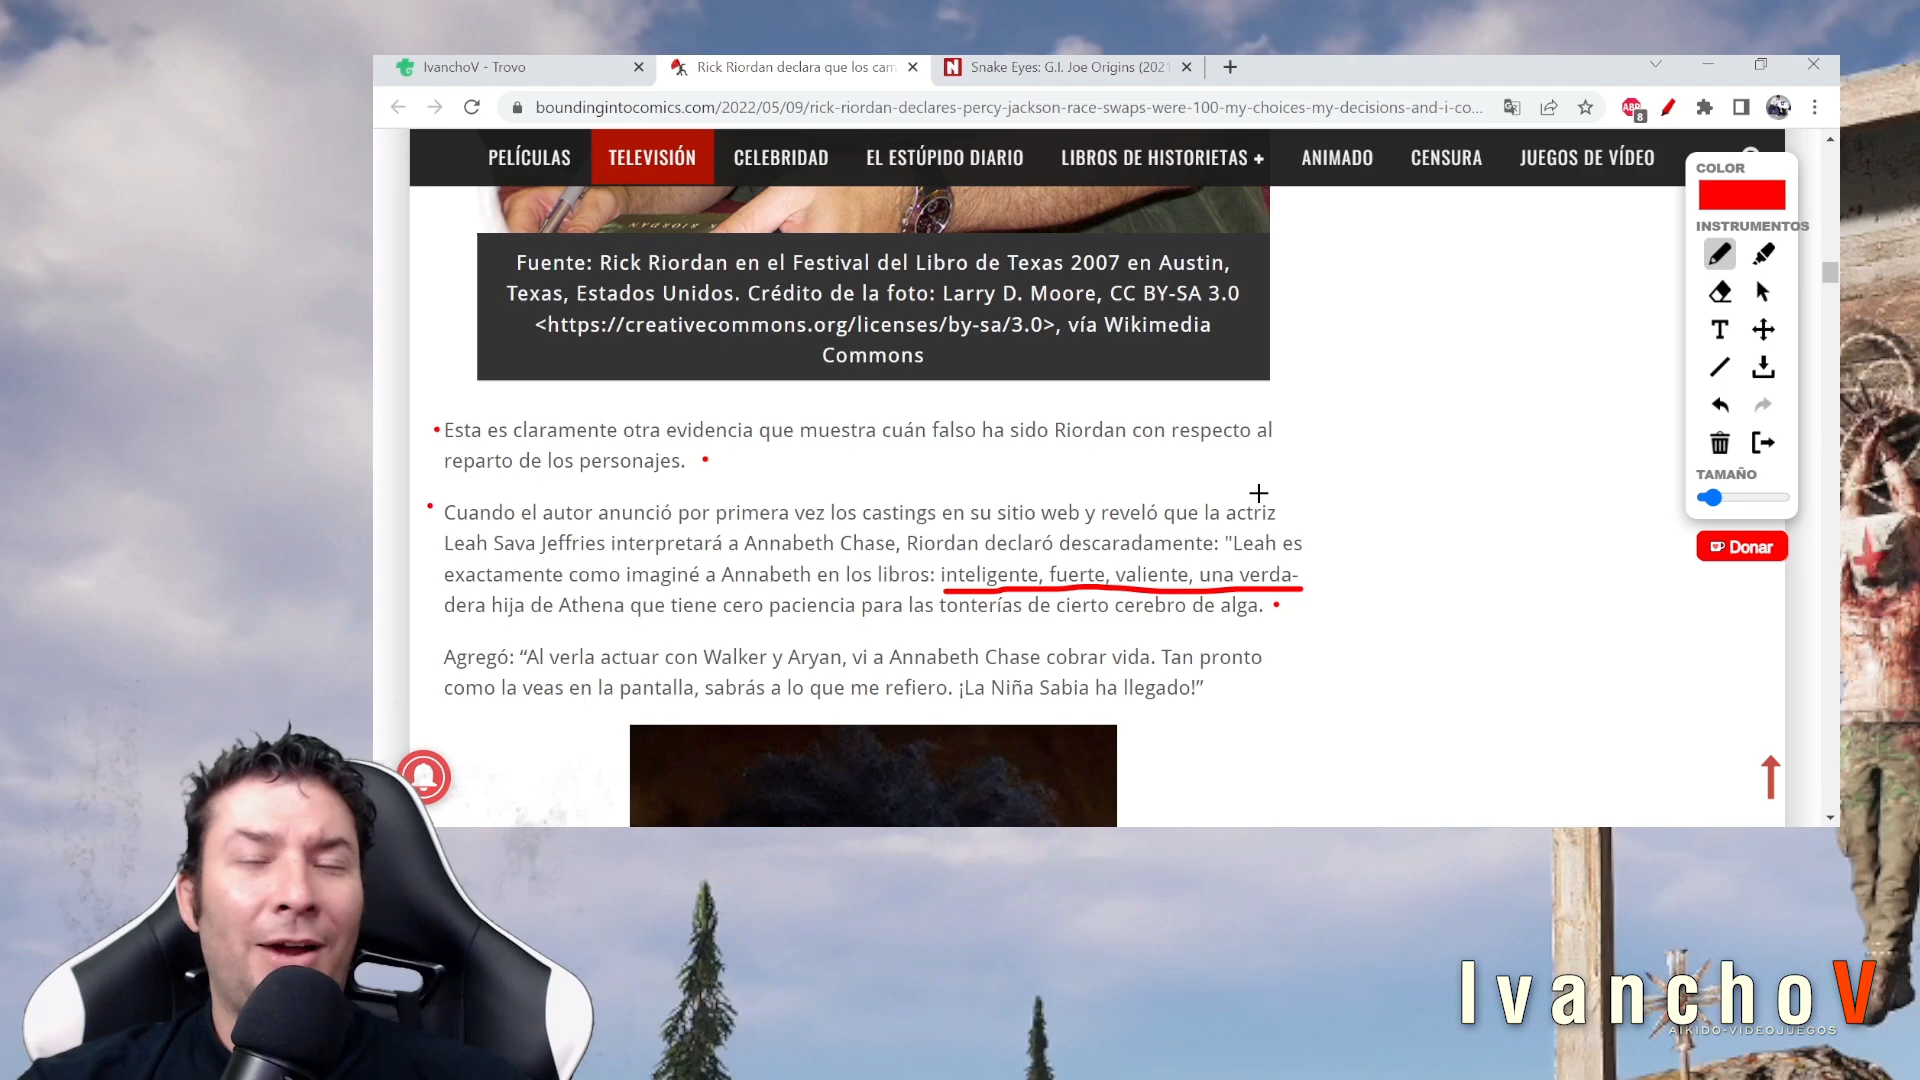 IvanchoV - Trovo
Rick Riordan declara que los cam
Snake Eyes: G.I. Joe Origins (2021
boundingintocomics.com/2022/05/09/rick-riordan-declares-percy-jackson-race-swaps-were-100-my-choices-my-decisions-and-i-co...
ABP
8
PELÍCULAS TELEVISIÓN CELEBRIDAD EL ESTÚPIDO DIARIO LIBROS DE HISTORIETAS + ANIMADO CENSURA JUEGOS DE VÍDEO
COLOR
INSTRUMENTOS
T
TAMAÑO
Donar
RIORDAN
Fuente: Rick Riordan en el Festival del Libro de Texas 2007 en Austin,
Texas, Estados Unidos. Crédito de la foto: Larry D. Moore, CC BY-SA 3.0
<https://creativecommons.org/licenses/by-sa/3.0>, vía Wikimedia
Commons
Esta es claramente otra evidencia que muestra cuán falso ha sido Riordan con respecto al
reparto de los personajes.
Cuando el autor anunció por primera vez los castings en su sitio web y reveló que la actriz
Leah Sava Jeffries interpretará a Annabeth Chase, Riordan declaró descaradamente: "Leah es
exactamente como imaginé a Annabeth en los libros: inteligente, fuerte, valiente, una verda-
dera hija de Athena que tiene cero paciencia para las tonterías de cierto cerebro de alga.
Agregó: “Al verla actuar con Walker y Aryan, vi a Annabeth Chase cobrar vida. Tan pronto
como la veas en la pantalla, sabrás a lo que me refiero. ¡La Niña Sabia ha llegado!”
IvanchoV
AIKIDO-VIDEOJUEGOS